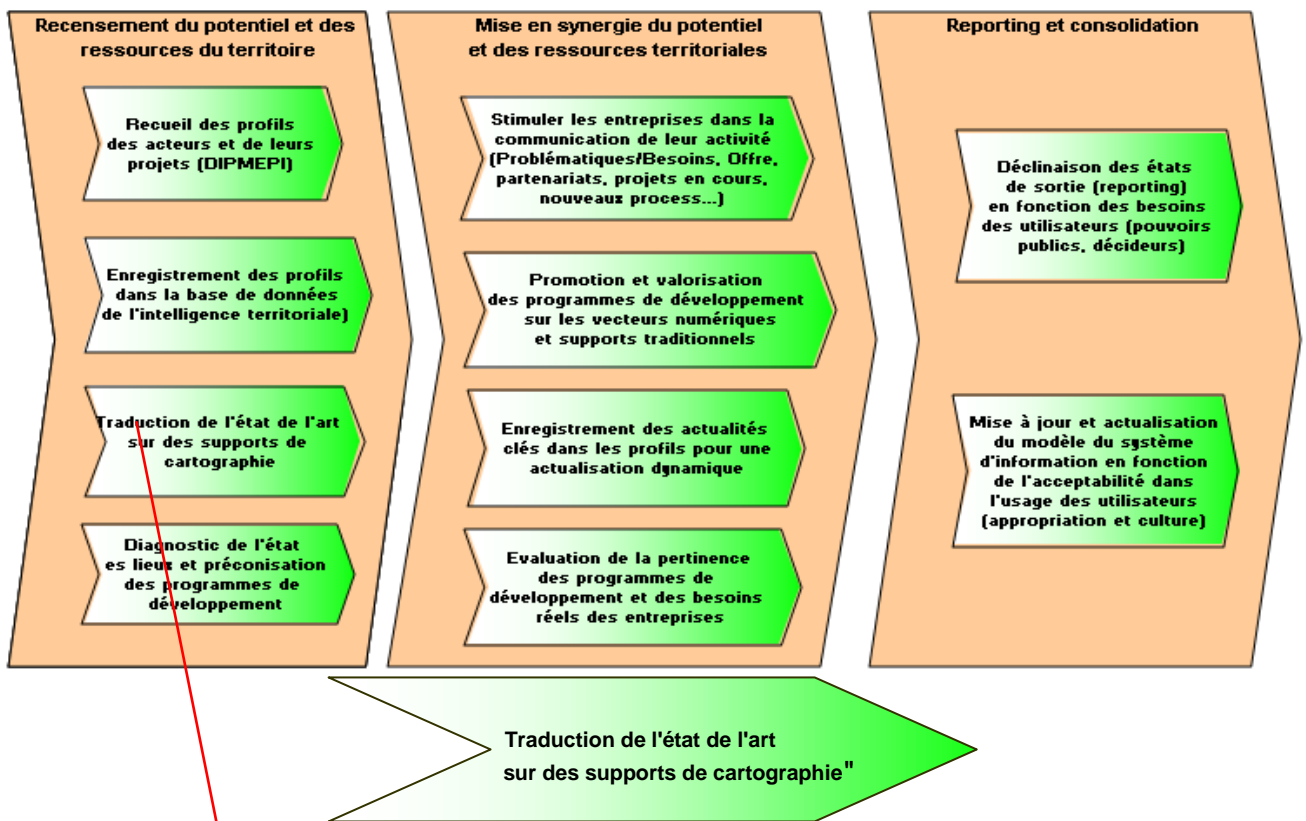 Recensement du potentiel et des
ressources du territoire
Recueil des profils
des acteurs et de leurs
projets (DIPMEPI)
Enregistrement des profils
dans la base de données
de l'intelligence territoriale)
Traduction de l'état de l'art
sur des supports de
cartographie
Diagnostic de l'état
es lieux et préconisation
des programmes de
développement
Mise en synergie du potentiel
et des ressources territoriales
Stimuler les entreprises dans la
communication de leur activité
(Problématiques/Besoins, Offre,
partenariats, projets en cours,
nouveaux process...)
Promotion et valorisation
des programmes de développement
sur les vecteurs numériques
et supports traditionnels
Enregistrement des actualités
clés dans les profils pour une
actualisation dynamique
Evaluation de la pertinence
des programmes de
développement et des besoins
réels des entreprises
Reporting et consolidation
Déclinaison des états
de sortie (reporting)
en fonction des besoins
des utilisateurs (pouvoirs
publics, décideurs)
Mise à jour et actualisation
du modèle du système
d'information en fonction
de l'acceptabilité dans
l'usage des utilisateurs
(appropriation et culture)
Traduction de l'état de l'art
sur des supports de cartographie"